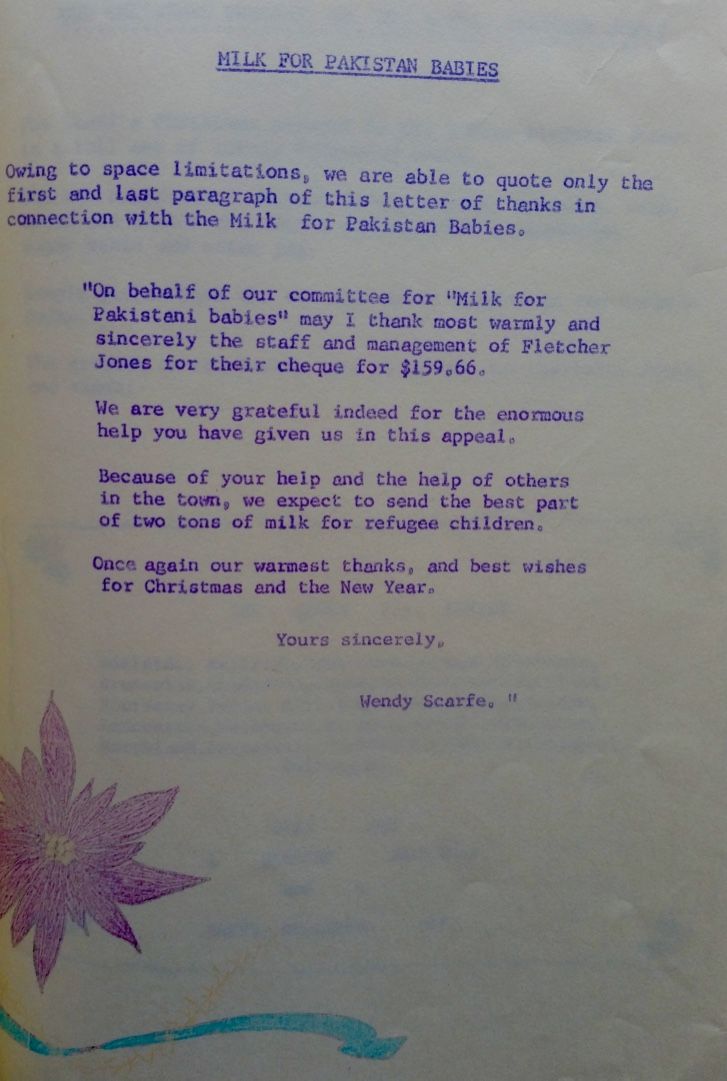 MILK FOR PAKISTAN BABIES
Owing to space limitations, we are able to quote only the
first and last paragraph of this letter of thanks in
connection with the Milk for Pakistan Babies.
"On behalf of our committee for "Milk for
Pakistani babies" may I thank most warmly and
sincerely the staff and management of Fletcher
Jones for their cheque for $159.66.
We are very grateful indeed for the enormous
help you have given us in this appeal.
Because of your help and the help of others
in the town, we expect to send the best part
of two tons of milk for refugee children.
Once again our warmest thanks, and best wishes
for Christmas and the New Year.
Yours sincerely,
Wendy Scarfe. "